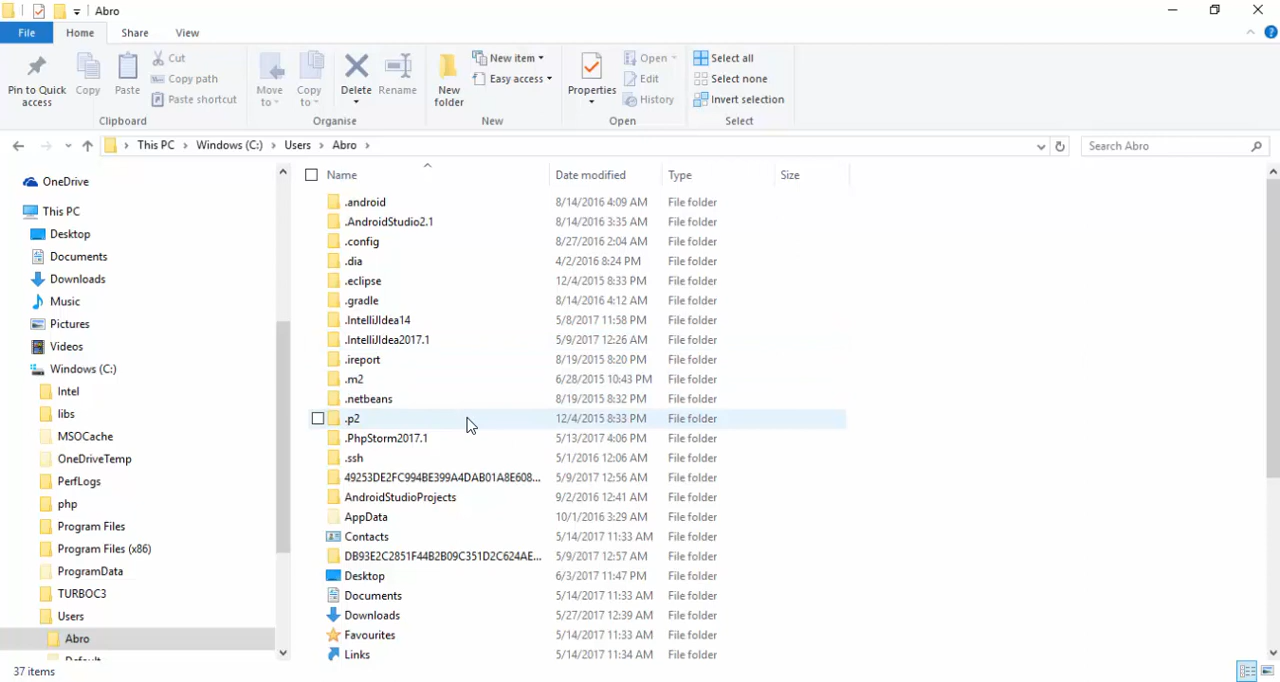 Abro
File Home Share View
Pin to Quick access
Copy
Paste
Cut
Copy path
Paste shortcut
Clipboard
Move to
Copy to
Delete
Rename
Organise
New folder
New item
Easy access
New
Properties
Open
Edit
History
Open
Select all
Select none
Invert selection
Select
This PC Windows (C:) Users Abro
Search Abro
OneDrive
This PC
Desktop
Documents
Downloads
Music
Pictures
Videos
Windows (C:)
Intel
libs
MSOCache
OneDriveTemp
PerfLogs
php
Program Files
Program Files (x86)
ProgramData
TURBOC3
Users
Abro
Default
Name Date modified Type Size
.android 8/14/2016 4:09 AM File folder
.AndroidStudio2.1 8/14/2016 3:35 AM File folder
.config 8/27/2016 2:04 AM File folder
.dia 4/2/2016 8:24 PM File folder
.eclipse 12/4/2015 8:33 PM File folder
.gradle 8/14/2016 4:12 AM File folder
.IntelliJIdea14 5/8/2017 11:58 PM File folder
.IntelliJIdea2017.1 5/9/2017 12:26 AM File folder
.ireport 8/19/2015 8:20 PM File folder
.m2 6/28/2015 10:43 PM File folder
.netbeans 8/19/2015 8:32 PM File folder
.p2 12/4/2015 8:33 PM File folder
.PhpStorm2017.1 5/13/2017 4:06 PM File folder
.ssh 5/1/2016 12:06 AM File folder
49253DE2FC994BE399A4DAB01A8E608... 5/9/2017 12:56 AM File folder
AndroidStudioProjects 9/2/2016 12:41 AM File folder
AppData 10/1/2016 3:29 AM File folder
Contacts 5/14/2017 11:33 AM File folder
DB93E2C2851F44B2B09C351D2C624AE... 5/9/2017 12:57 AM File folder
Desktop 6/3/2017 11:47 PM File folder
Documents 5/14/2017 11:33 AM File folder
Downloads 5/27/2017 12:39 AM File folder
Favourites 5/14/2017 11:33 AM File folder
Links 5/14/2017 11:34 AM File folder
37 items